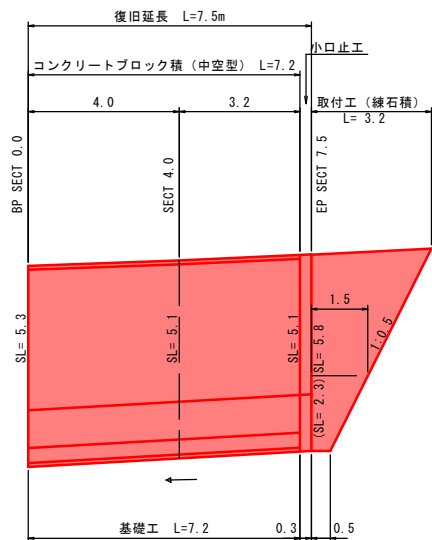 復旧延長 L=7.5m
小口止工
コンクリートブロック積（中空型） L=7.2
4.0
3.2
取付工（練石積）
L= 3.2
BP SECT 0.0
SECT 4.0
EP SECT 7.5
SL= 5.3
SL= 5.1
SL= 5.1
SL= 5.8
(SL= 2.3)
1.5
1:0.5
基礎工 L=7.2
0.3
0.5